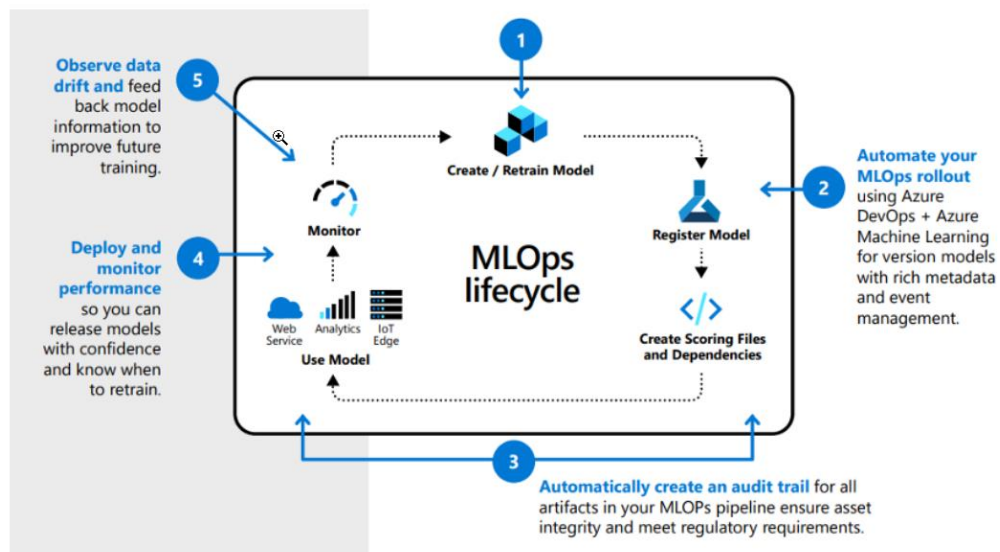 1
Observe data
drift and feed
back model
information to
improve future
training.
5
Create / Retrain Model
Automate your
MLOps rollout
using Azure
DevOps + Azure
Machine Learning
for version models
with rich metadata
and event
management.
2
Monitor
Register Model
MLOps
lifecycle
Deploy and
monitor
performance
so you can
release models
with confidence
and know when
to retrain.
4
Web
Service
Analytics
IoT
Edge
Use Model
Create Scoring Files
and Dependencies
3
Automatically create an audit trail for all
artifacts in your MLOPs pipeline ensure asset
integrity and meet regulatory requirements.